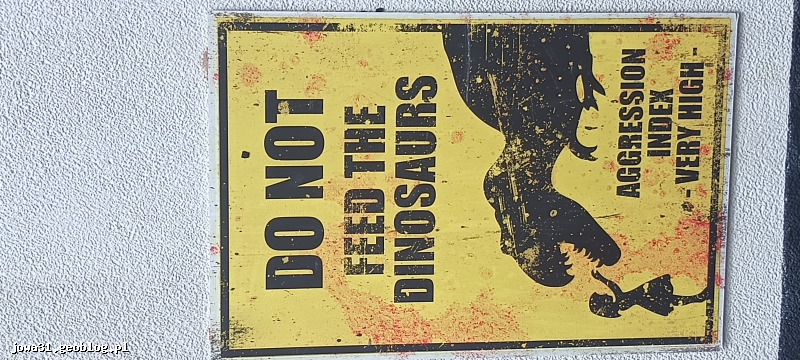 DO NOT
FEED THE
DINOSAURS
AGGRESSION
INDEX
- VERY HIGH -
jowa31.geoblog.pl